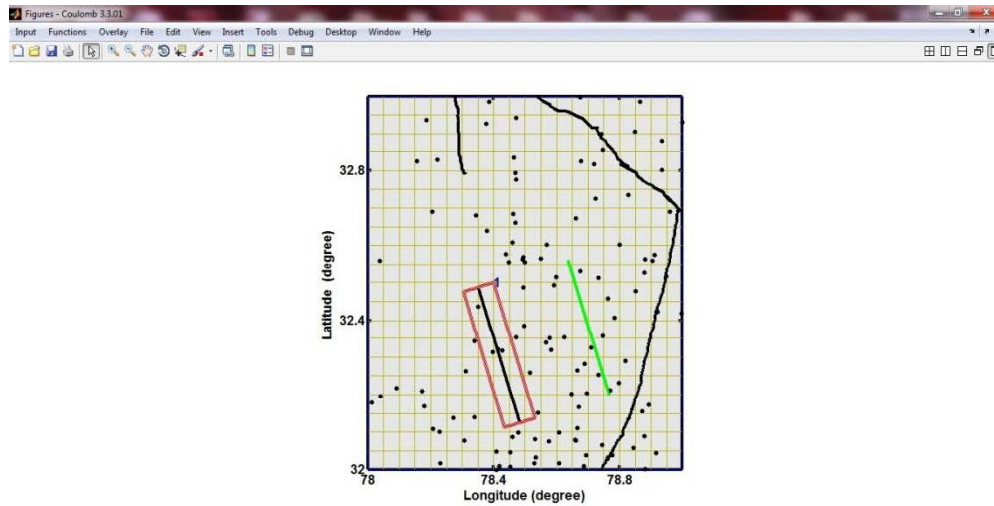 Figures - Coulomb 3.3.01
Input Functions Overlay File Edit View Insert Tools Debug Desktop Window Help
1
32.8
32.4
32
78 78.4 78.8
Latitude (degree)
Longitude (degree)